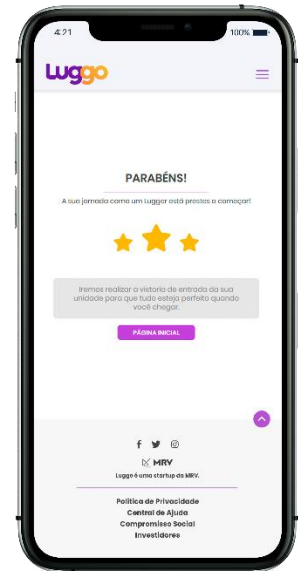 4:21
100%
Luggo
PARABÉNS!
A sua jornada como um Lugger está prestes a começar!
Iremos realizar a vistoria de entrada da sua
unidade para que tudo esteja perfeito quando
você chegar.
PÁGINA INICIAL
MRV
Luggo é uma startup da MRV.
Política de Privacidade
Central de Ajuda
Compromisso Social
Investidores